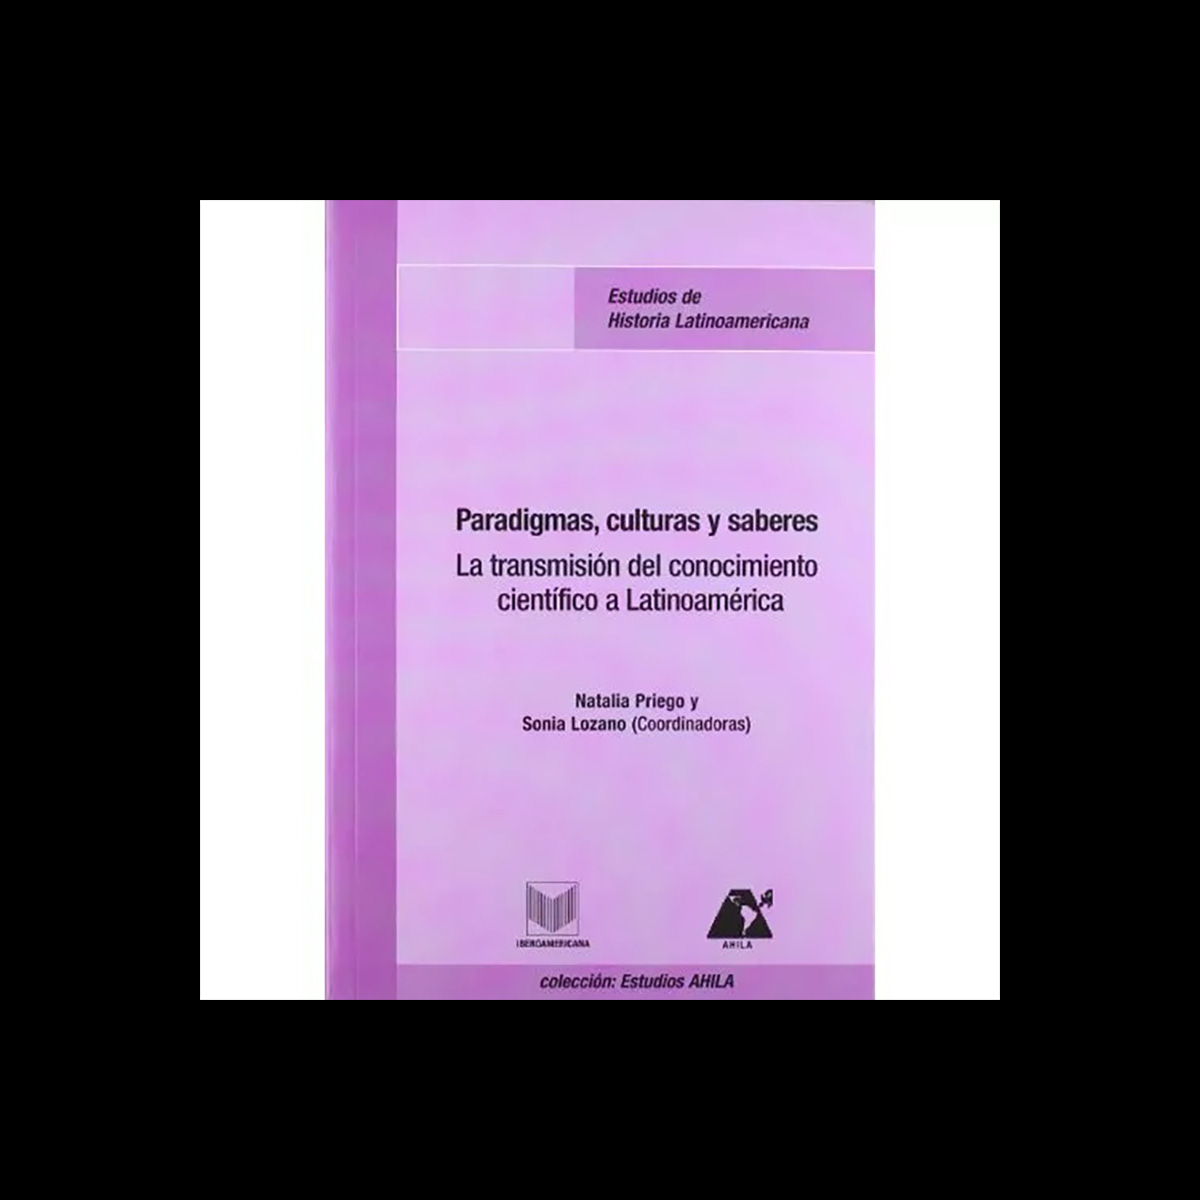 Estudios de
Historia Latinoamericana
Paradigmas, culturas y saberes
La transmisión del conocimiento
científico a Latinoamérica
Natalia Priego y
Sonia Lozano (Coordinadoras)
IBEROAMERICANA
AHILA
colección: Estudios AHILA